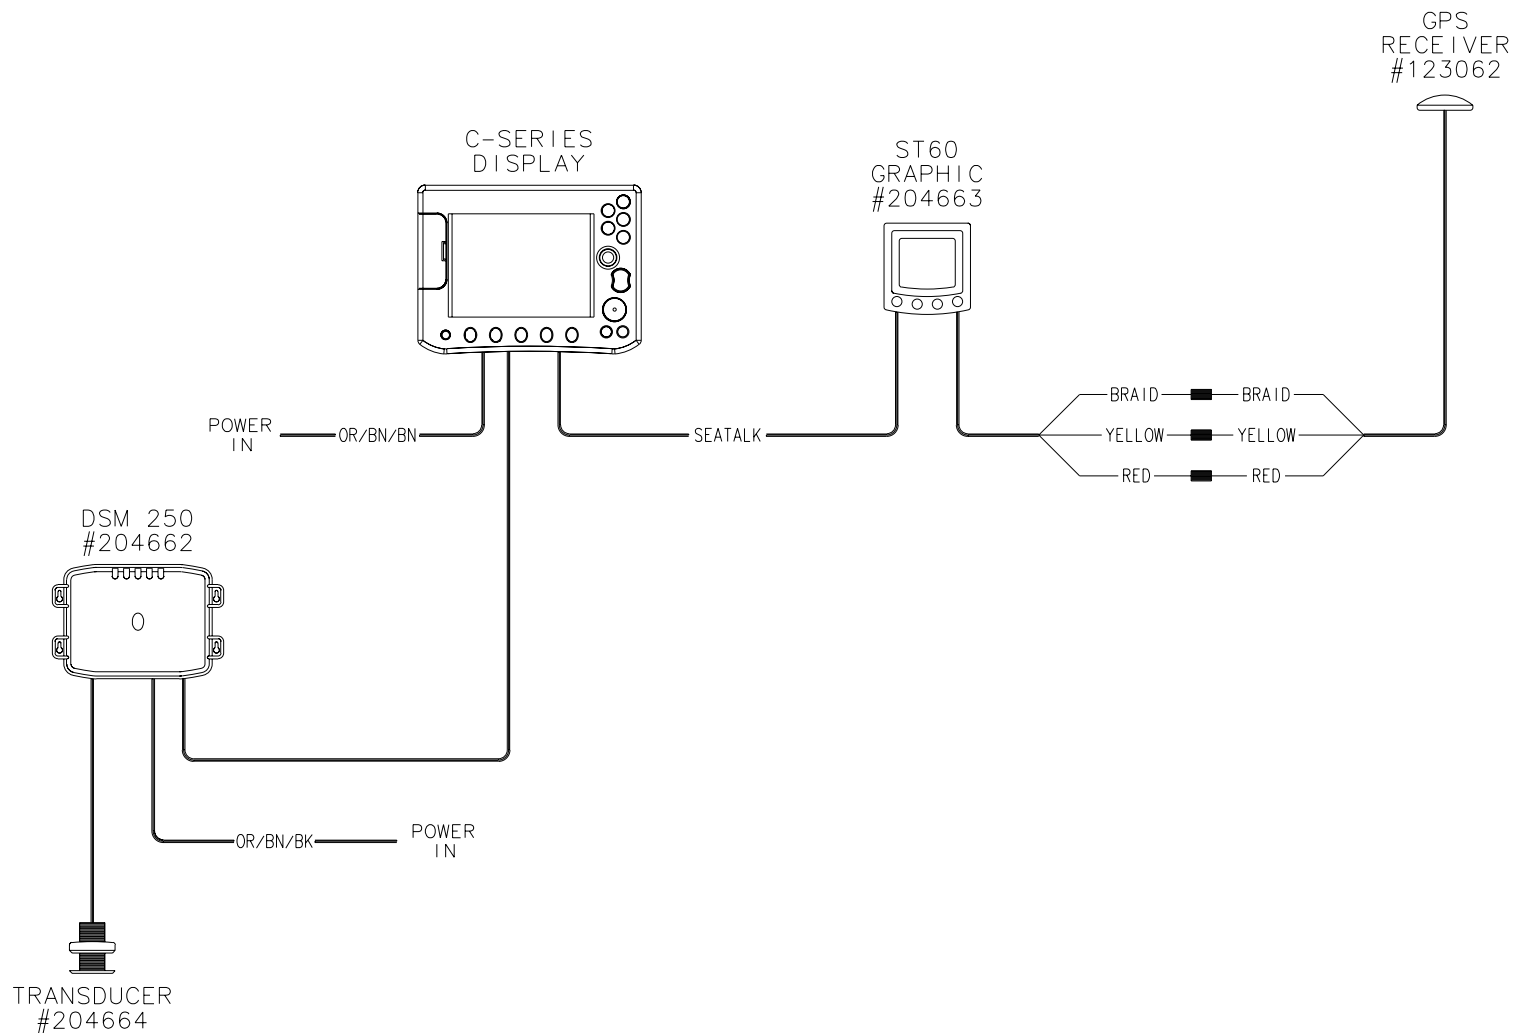 GPS
RECEIVER
#123062
C-SERIES
DISPLAY
ST60
GRAPHIC
#204663
BRAID
BRAID
POWER
IN
OR/BN/BN
SEATALK
YELLOW
YELLOW
RED
RED
DSM 250
#204662
OR/BN/BK
POWER
IN
TRANSDUCER
#204664